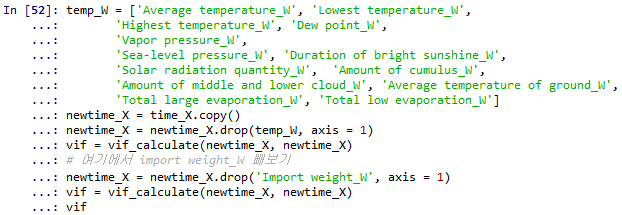 In [52]: temp_W = ['Average temperature_W', 'Lowest temperature_W',
    ...:         'Highest temperature_W', 'Dew point_W',
    ...:         'Vapor pressure_W',
    ...:         'Sea-level pressure_W', 'Duration of bright sunshine_W',
    ...:         'Solar radiation quantity_W',  'Amount of cumulus_W',
    ...:         'Amount of middle and lower cloud_W', 'Average temperature of ground_W',
    ...:         'Total large evaporation_W', 'Total low evaporation_W']
    ...: newtime_X = time_X.copy()
    ...: newtime_X = newtime_X.drop(temp_W, axis = 1)
    ...: vif = vif_calculate(newtime_X, newtime_X)
    ...: # 여기에서 import weight_W 빼보기
    ...: newtime_X = newtime_X.drop('Import weight_W', axis = 1)
    ...: vif = vif_calculate(newtime_X, newtime_X)
    ...: vif